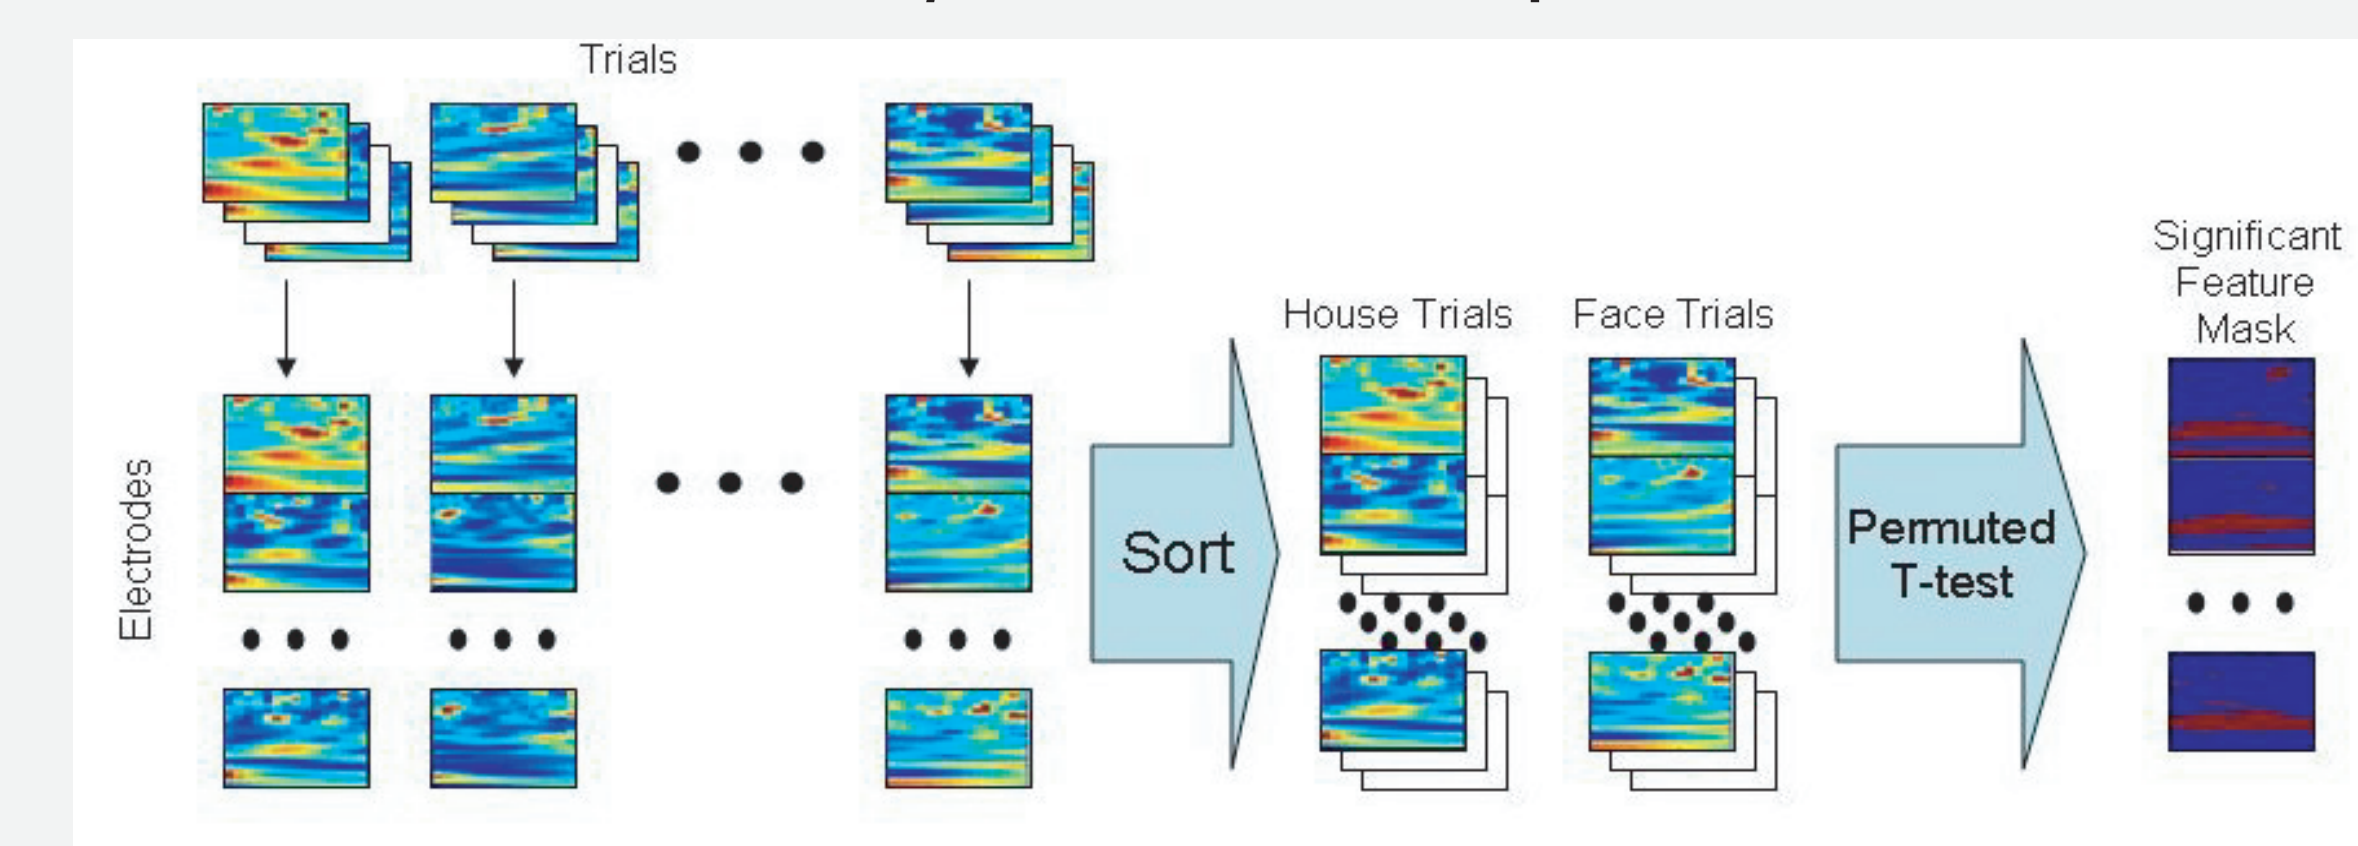 Trials
Electrodes
Sort
House Trials
Face Trials
Permuted
T-test
Significant
Feature
Mask